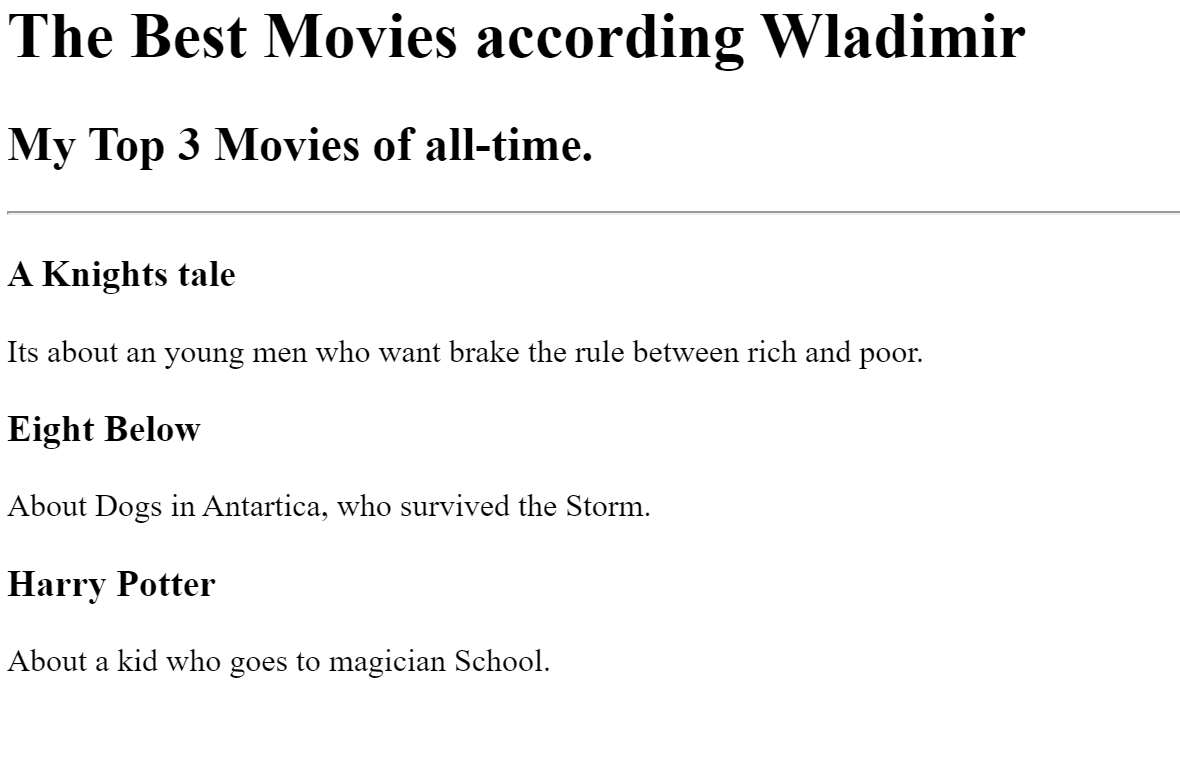 The Best Movies according Wladimir
My Top 3 Movies of all-time.
A Knights tale
Its about an young men who want brake the rule between rich and poor.
Eight Below
About Dogs in Antartica, who survived the Storm.
Harry Potter
About a kid who goes to magician School.